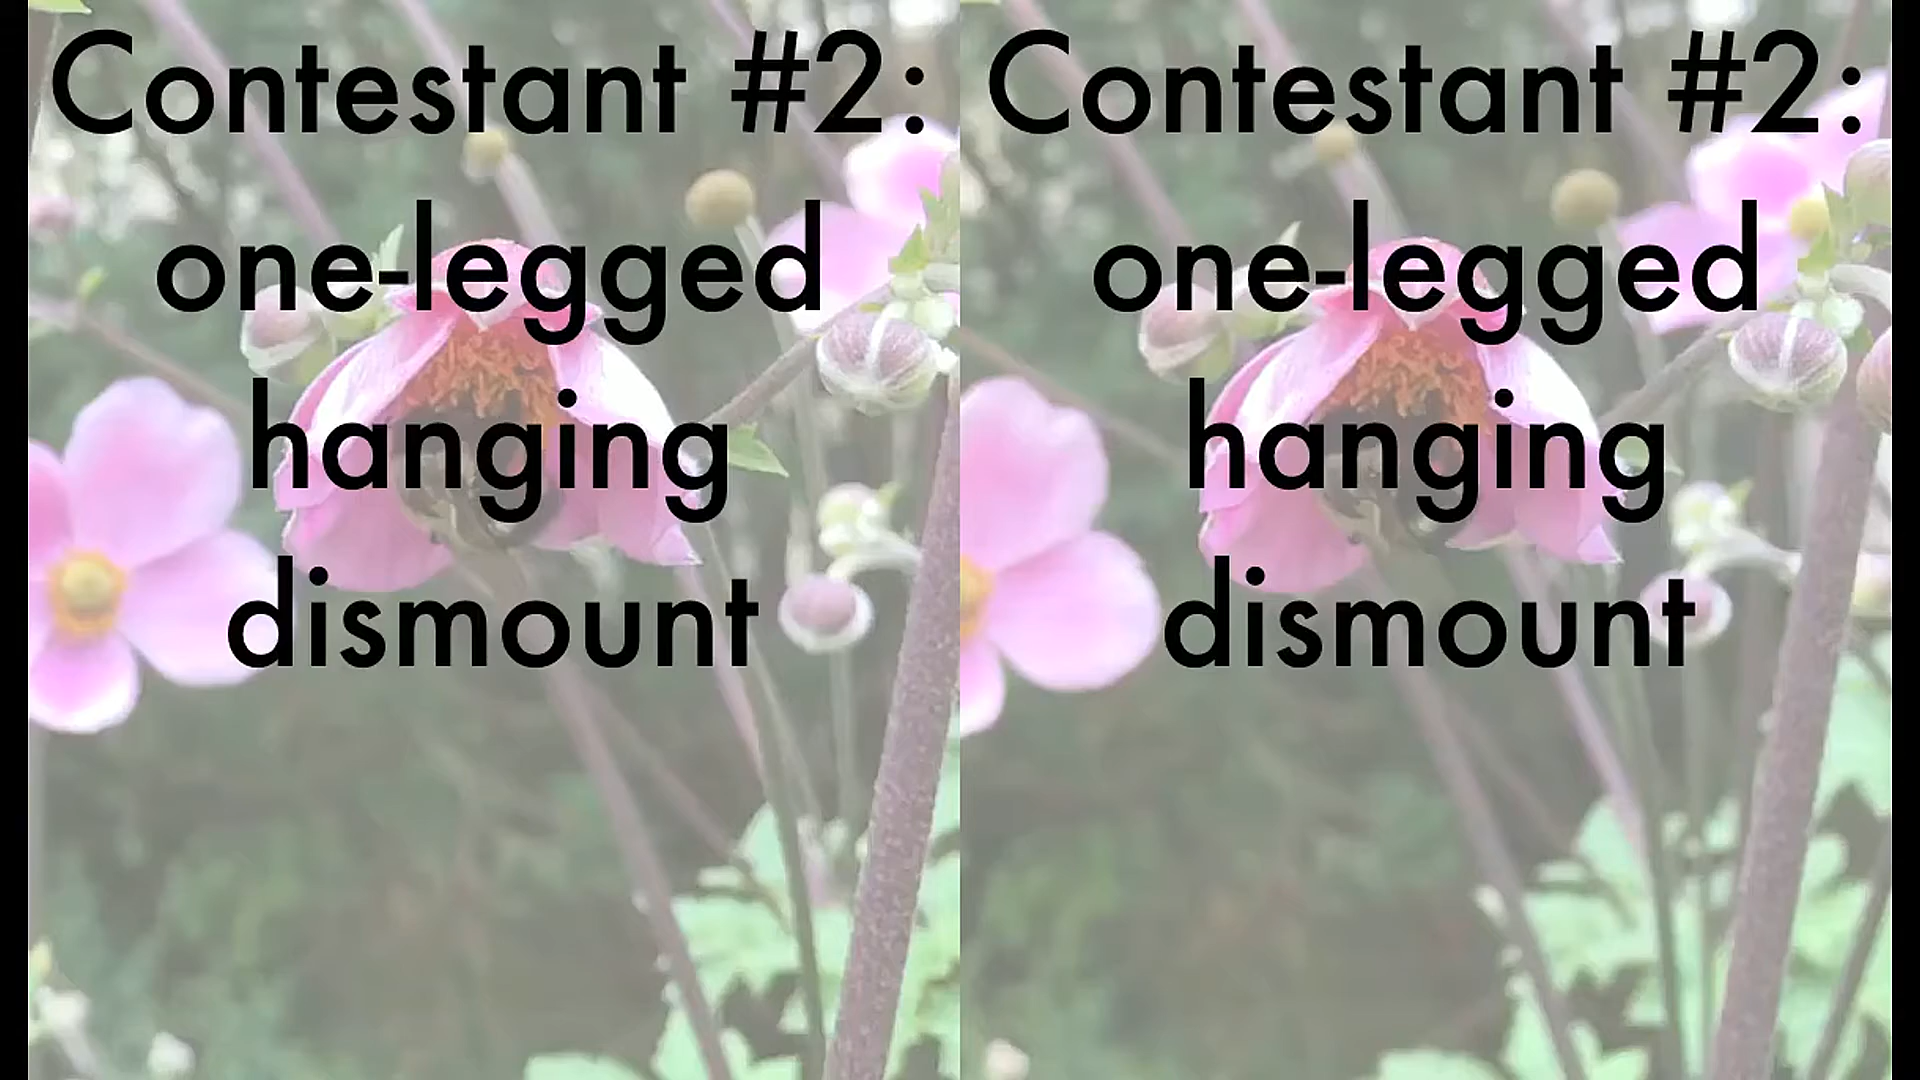 Contestant #2:
one-legged
hanging
dismount
Contestant #2:
one-legged
hanging
dismount